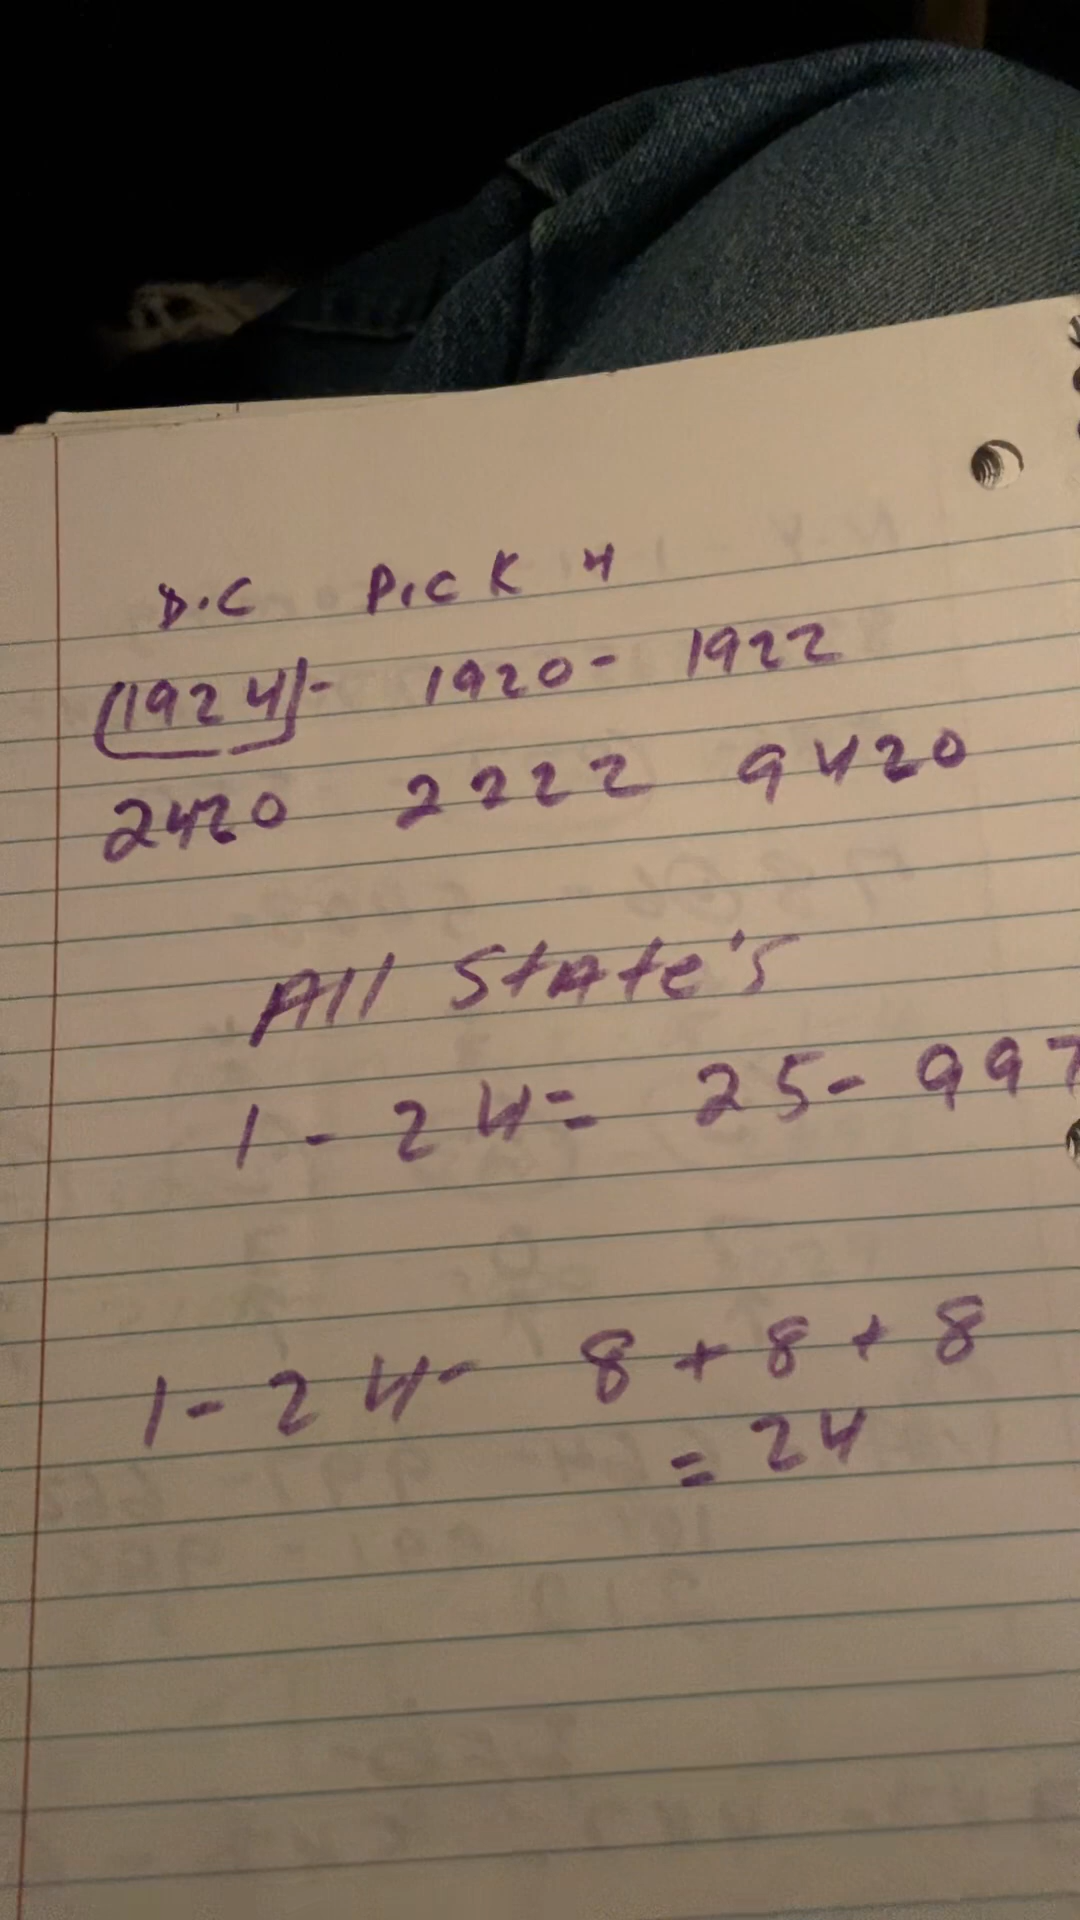 D.C PiCK 4
(1924)- 1920- 1922
2420 2222 9420
All StAte's
1-24= 25- 997
1-24- 8+8+8
= 24